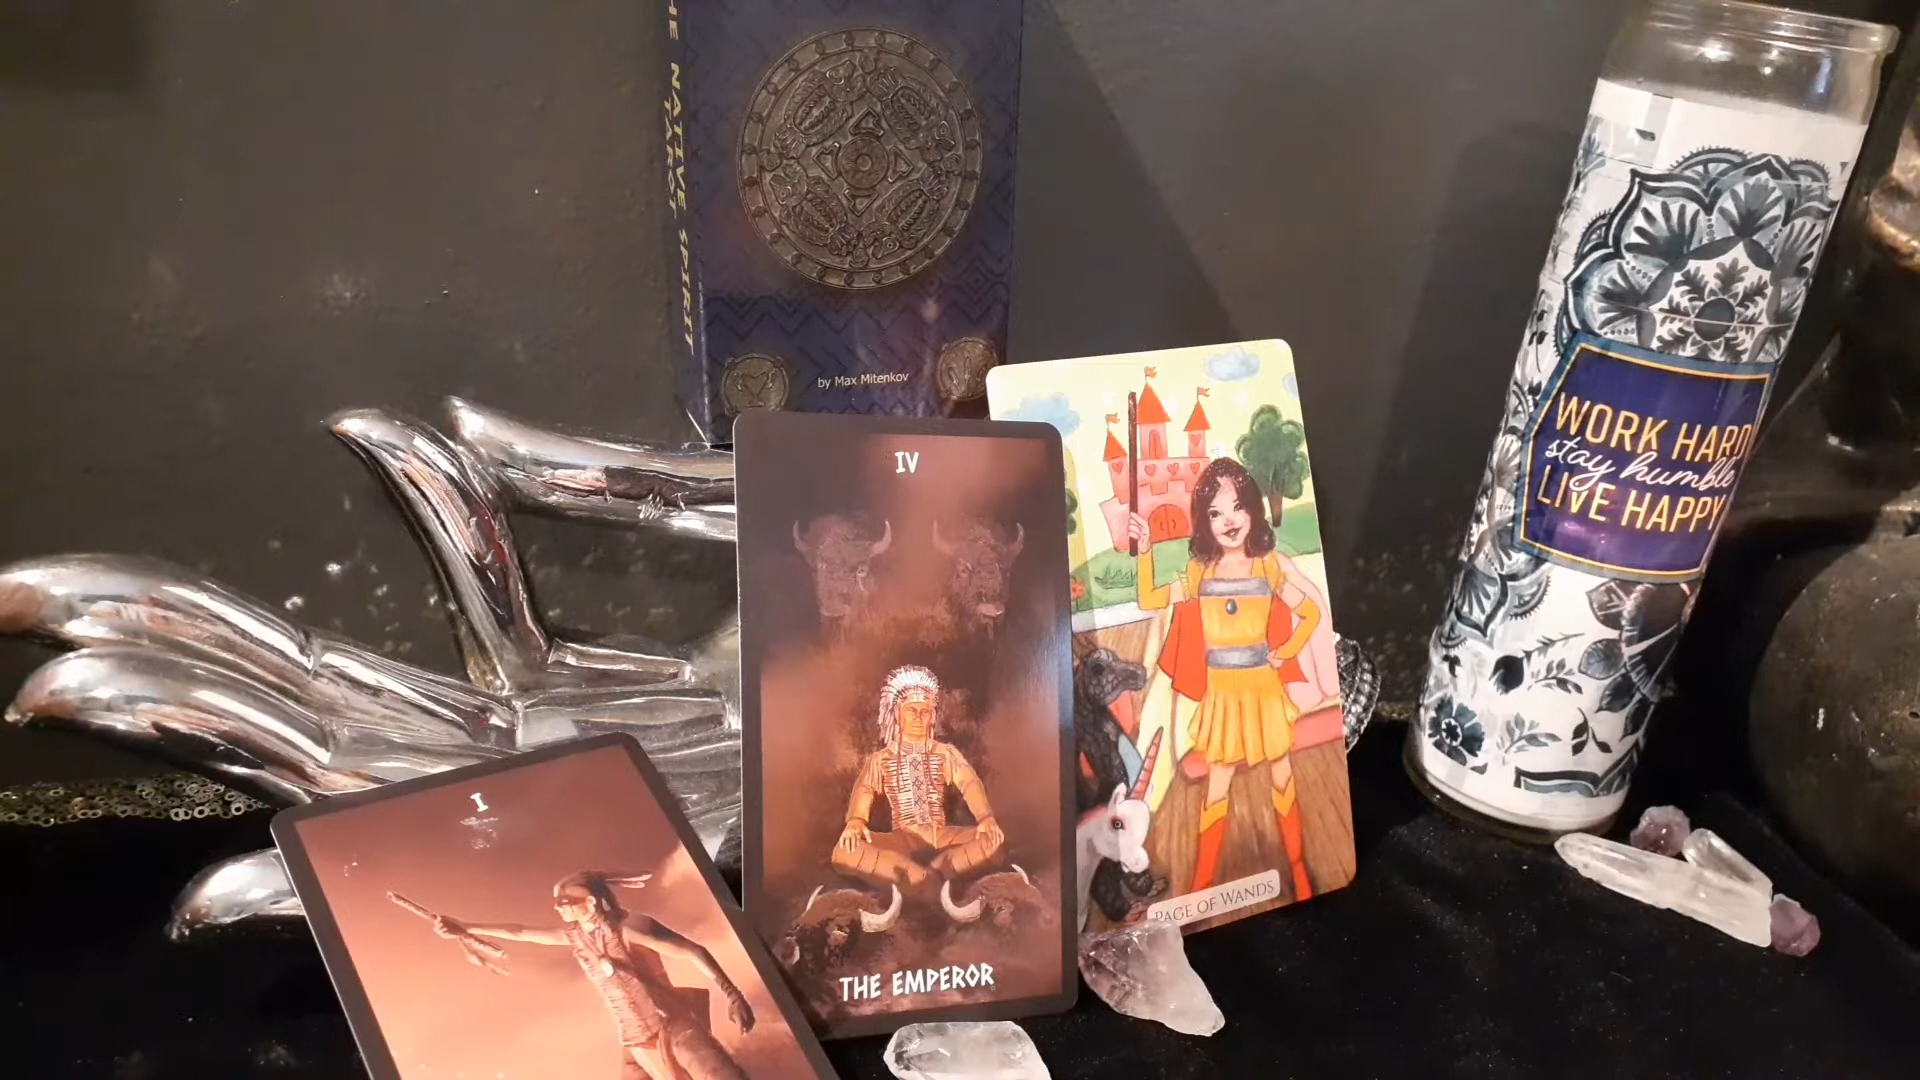 THE NATIVE SPIRIT
TAROT
by Max Mitenkov
IV
THE EMPEROR
I
PAGE OF WANDS
WORK HARD
stay humble
LIVE HAPPY